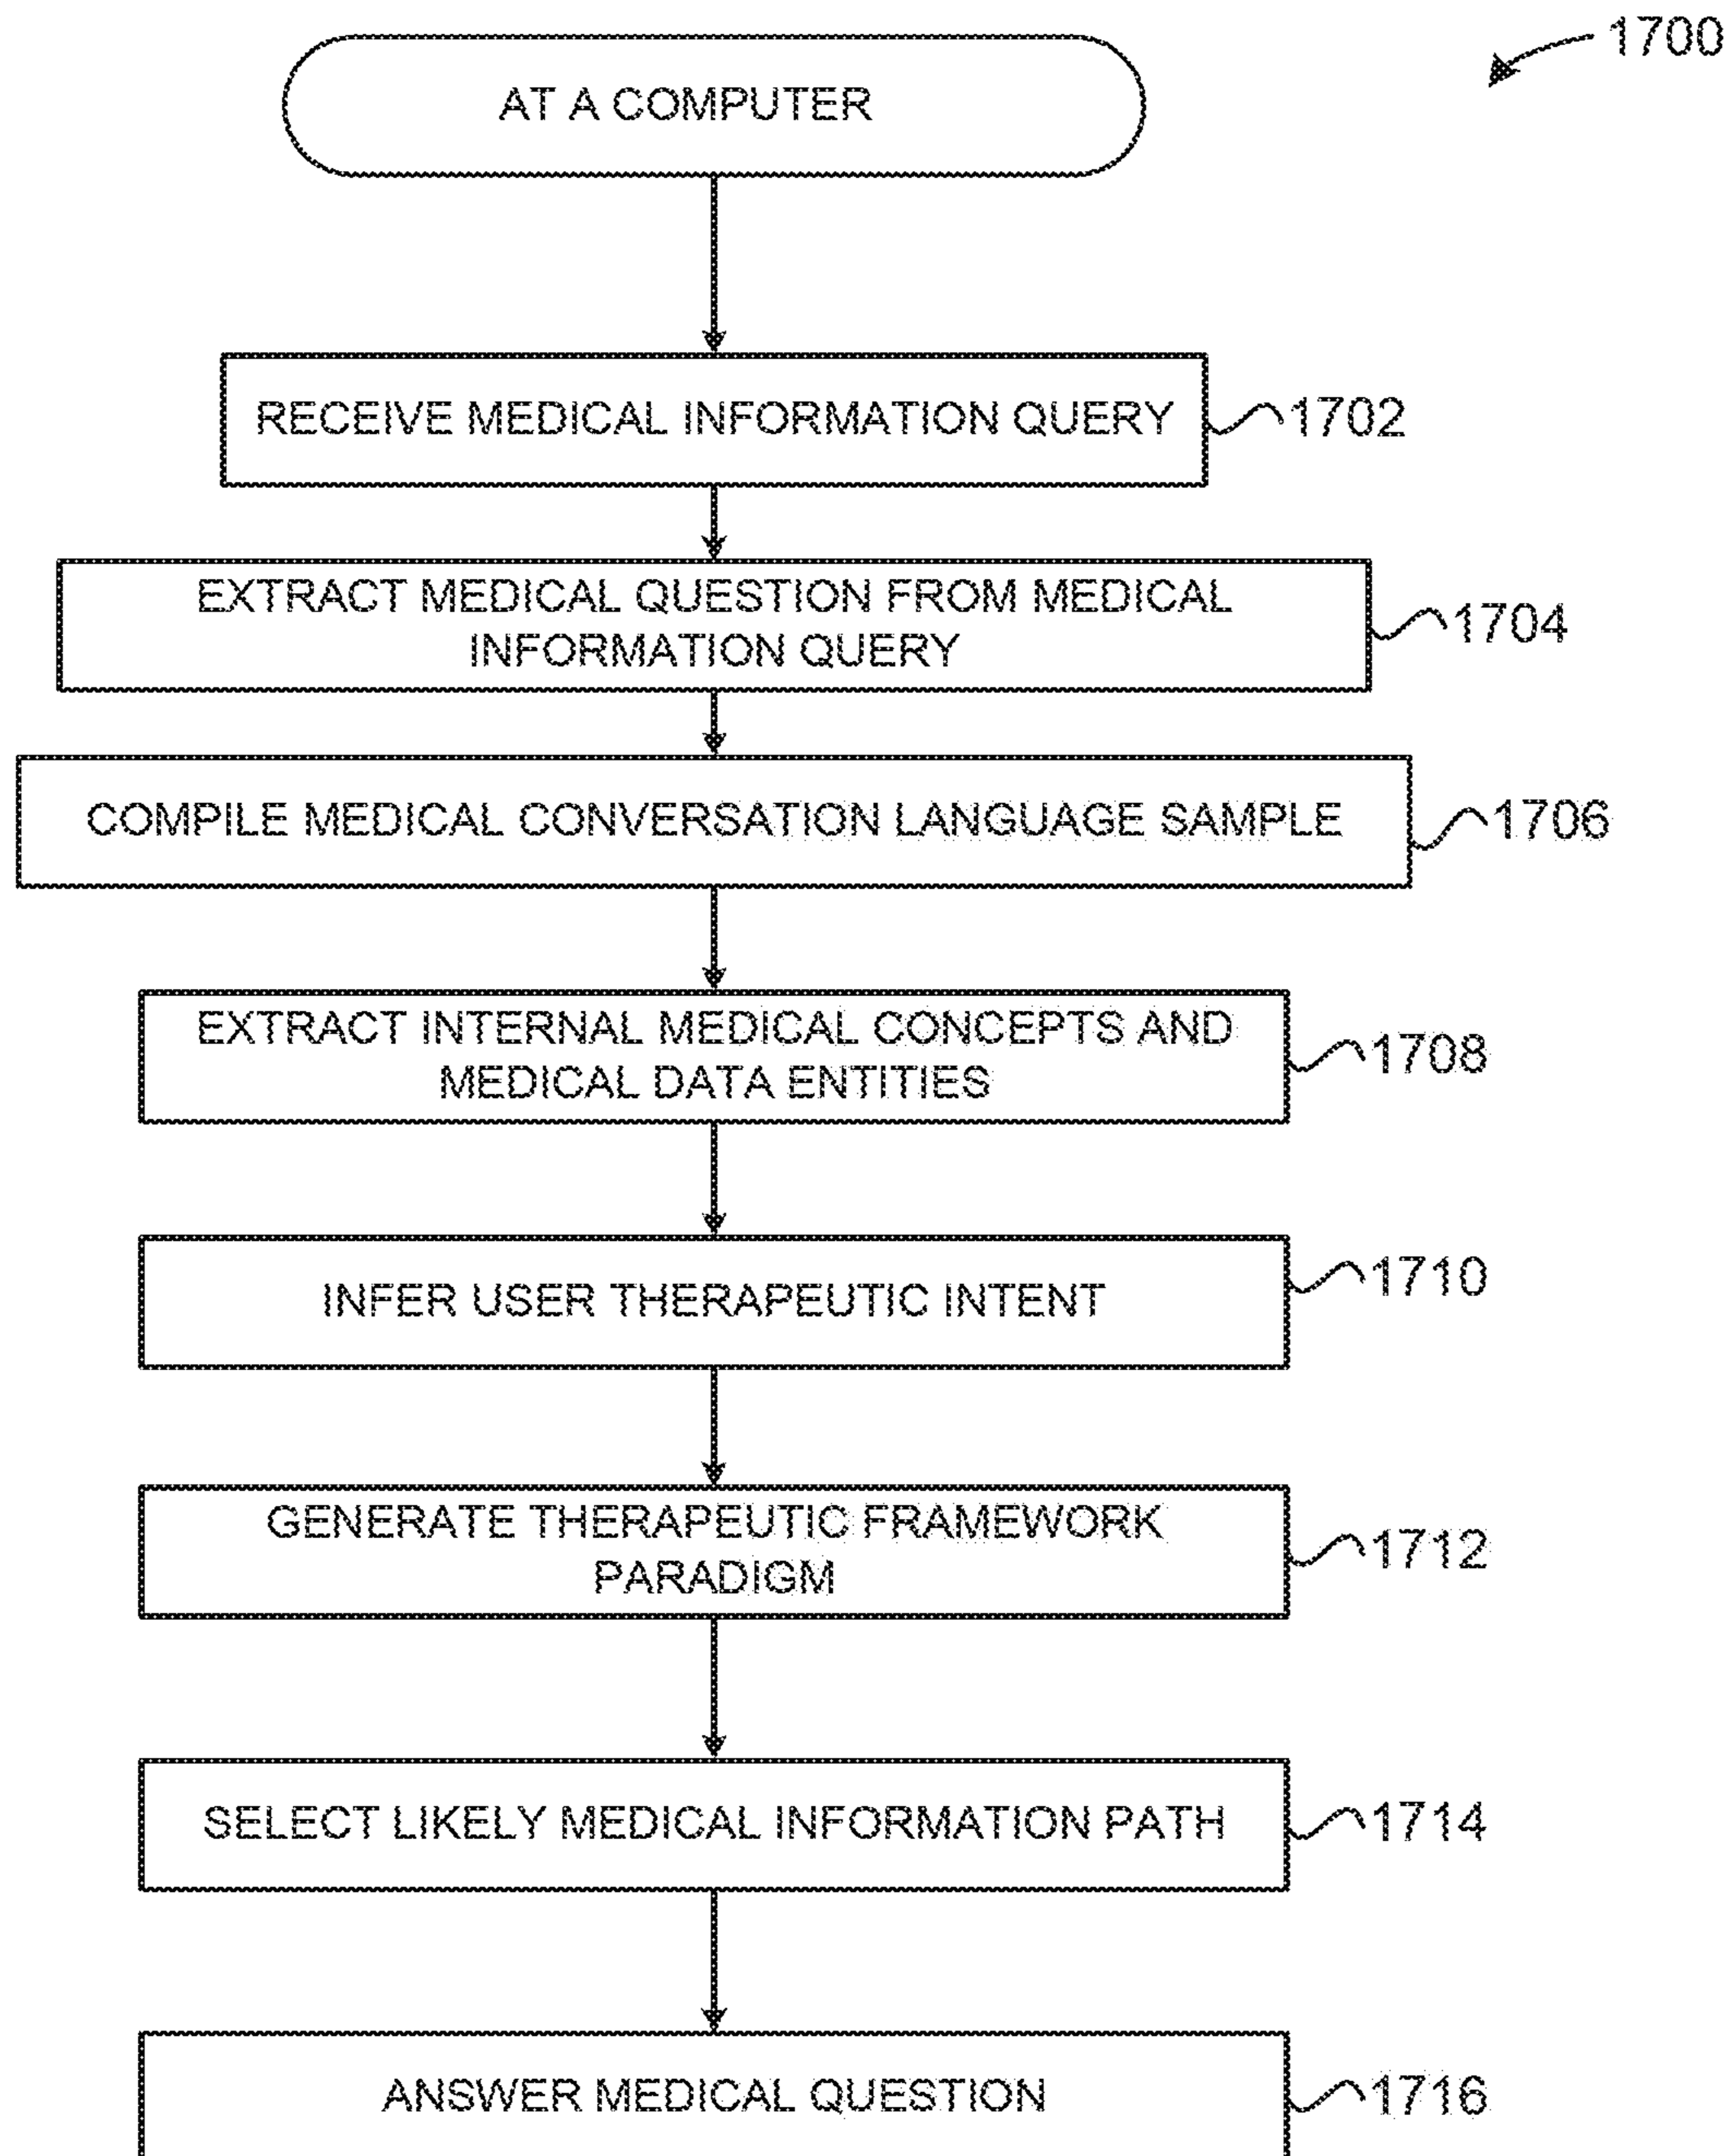 1700
AT A COMPUTER
RECEIVE MEDICAL INFORMATION QUERY
1702
EXTRACT MEDICAL QUESTION FROM MEDICAL
INFORMATION QUERY
1704
COMPILE MEDICAL CONVERSATION LANGUAGE SAMPLE
1706
EXTRACT INTERNAL MEDICAL CONCEPTS AND
MEDICAL DATA ENTITIES
1708
INFER USER THERAPEUTIC INTENT
1710
GENERATE THERAPEUTIC FRAMEWORK
PARADIGM
1712
SELECT LIKELY MEDICAL INFORMATION PATH
1714
ANSWER MEDICAL QUESTION
1716